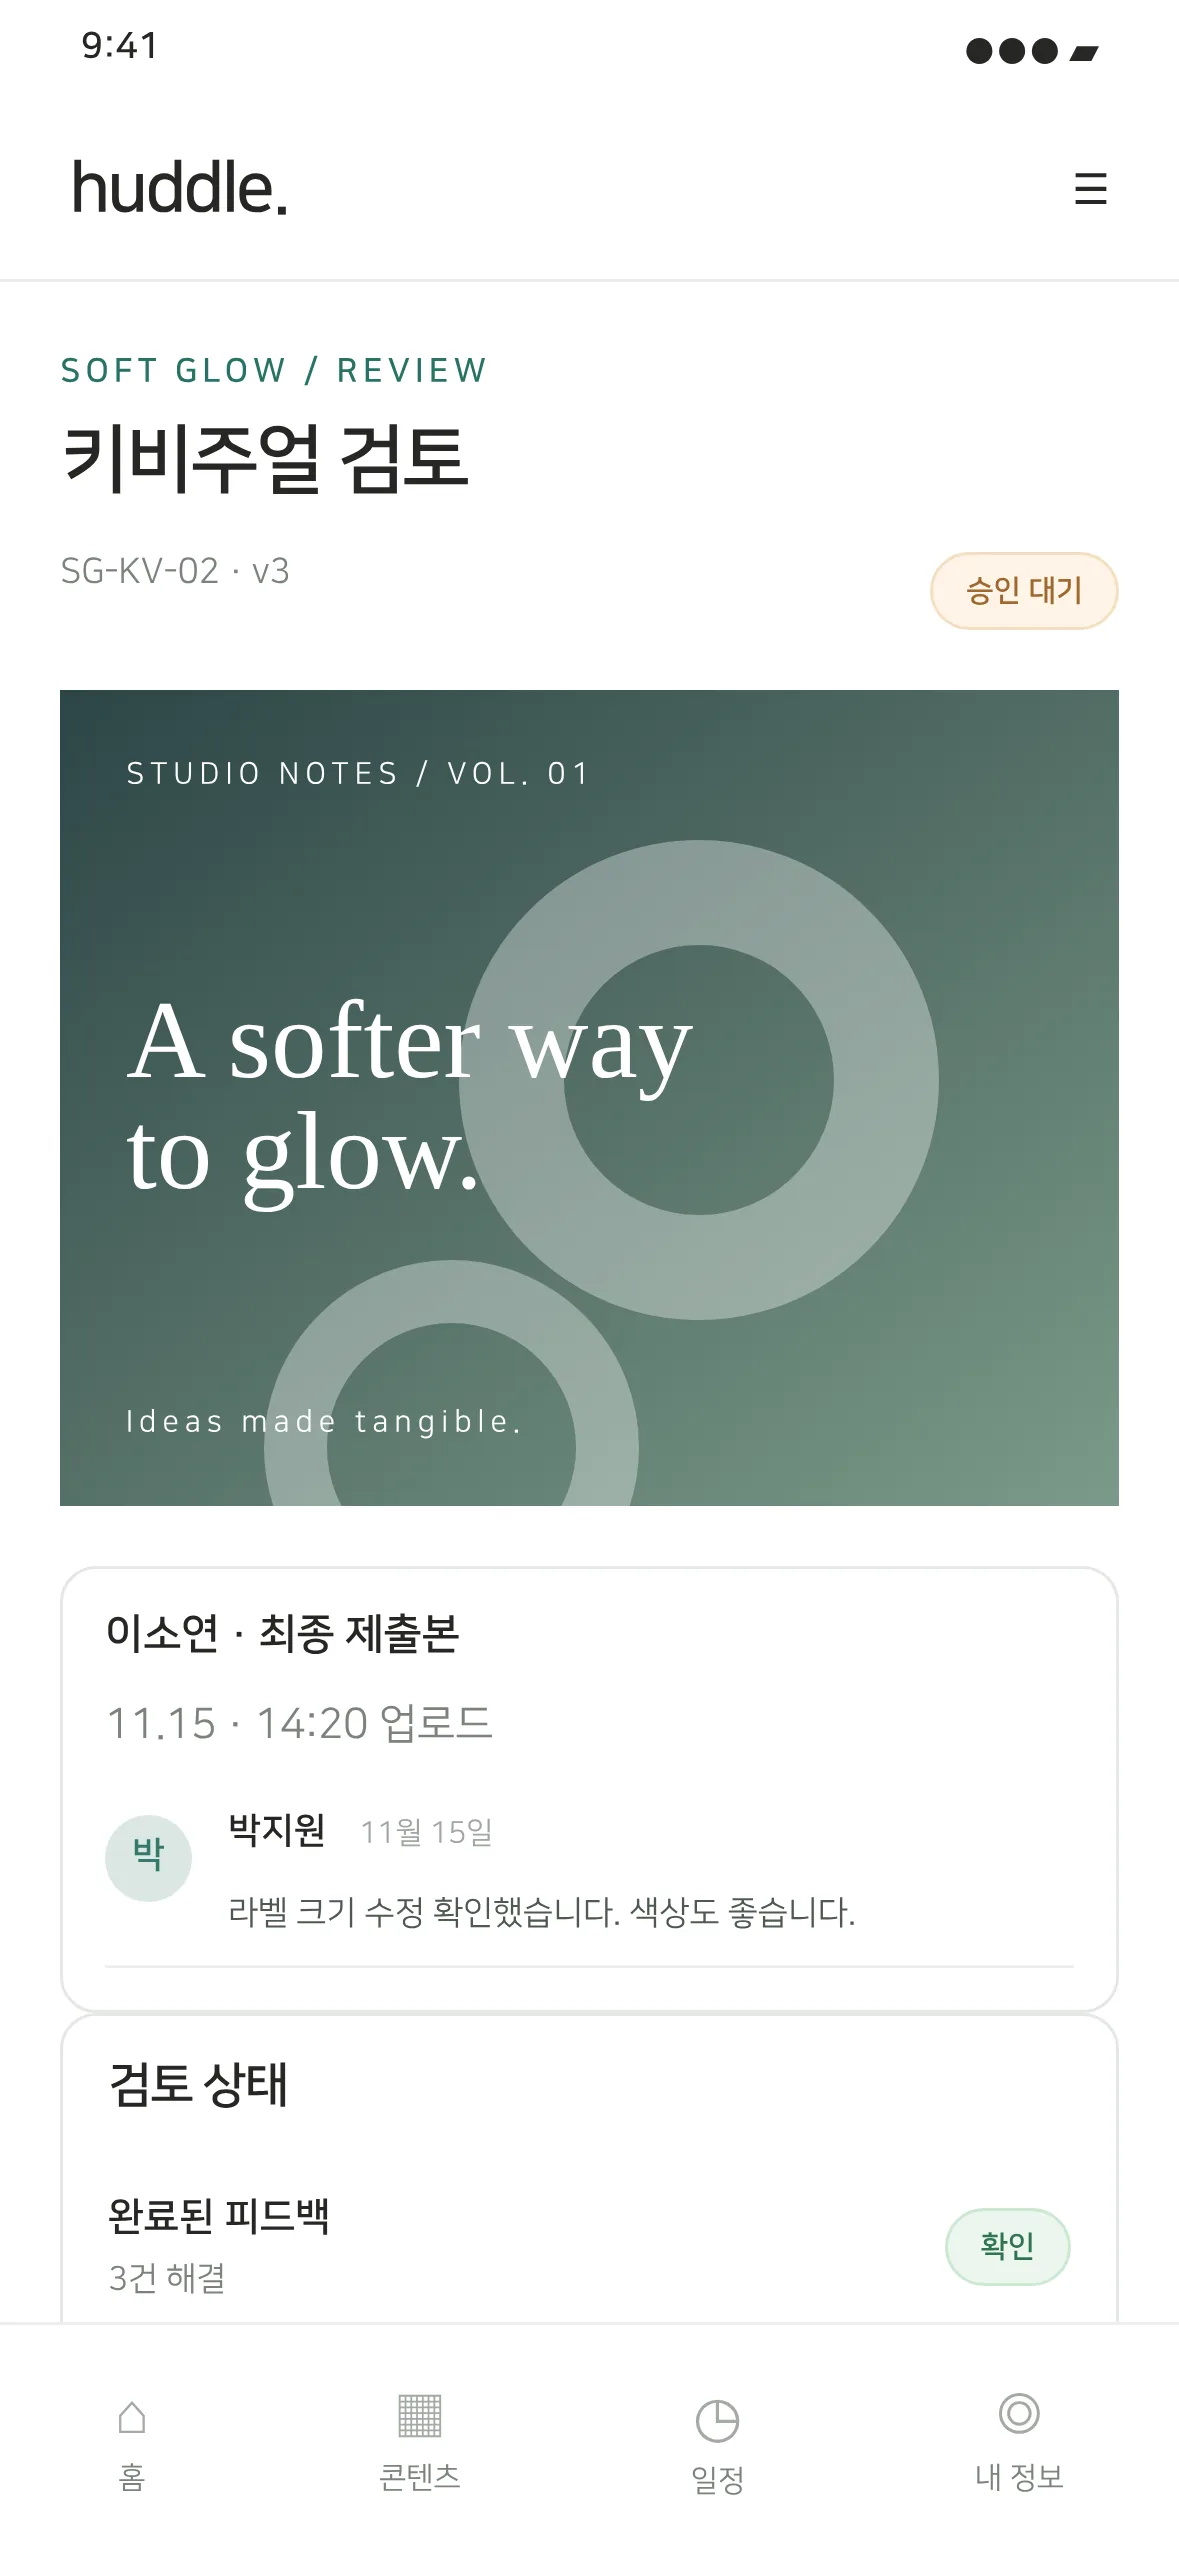 9:41
huddle.
SOFT GLOW / REVIEW
키비주얼 검토
SG-KV-02 · v3
승인 대기
STUDIO NOTES / VOL. 01
A softer way
to glow.
Ideas made tangible.
이소연 · 최종 제출본
11.15 · 14:20 업로드
박
박지원 11월 15일
라벨 크기 수정 확인했습니다. 색상도 좋습니다.
검토 상태
완료된 피드백
확인
3건 해결
홈 콘텐츠 일정 내 정보